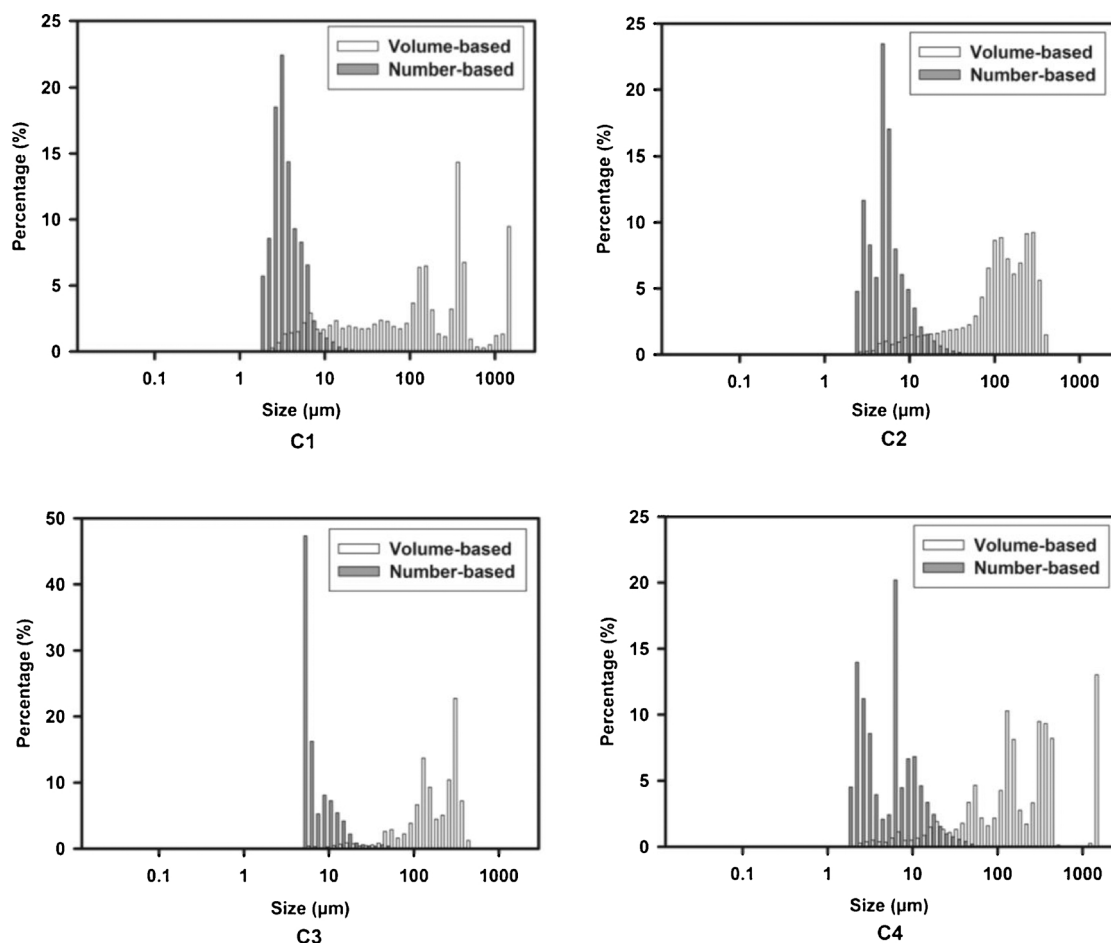 25
20
15
10
5
0
Percentage (%)
Volume-based
Number-based
0.1 1 10 100 1000
Size (µm)
C1
25
20
15
10
5
0
Percentage (%)
Volume-based
Number-based
0.1 1 10 100 1000
Size (µm)
C2
50
40
30
20
10
0
Percentage (%)
Volume-based
Number-based
0.1 1 10 100 1000
Size (µm)
C3
25
20
15
10
5
0
Percentage (%)
Volume-based
Number-based
0.1 1 10 100 1000
Size (µm)
C4